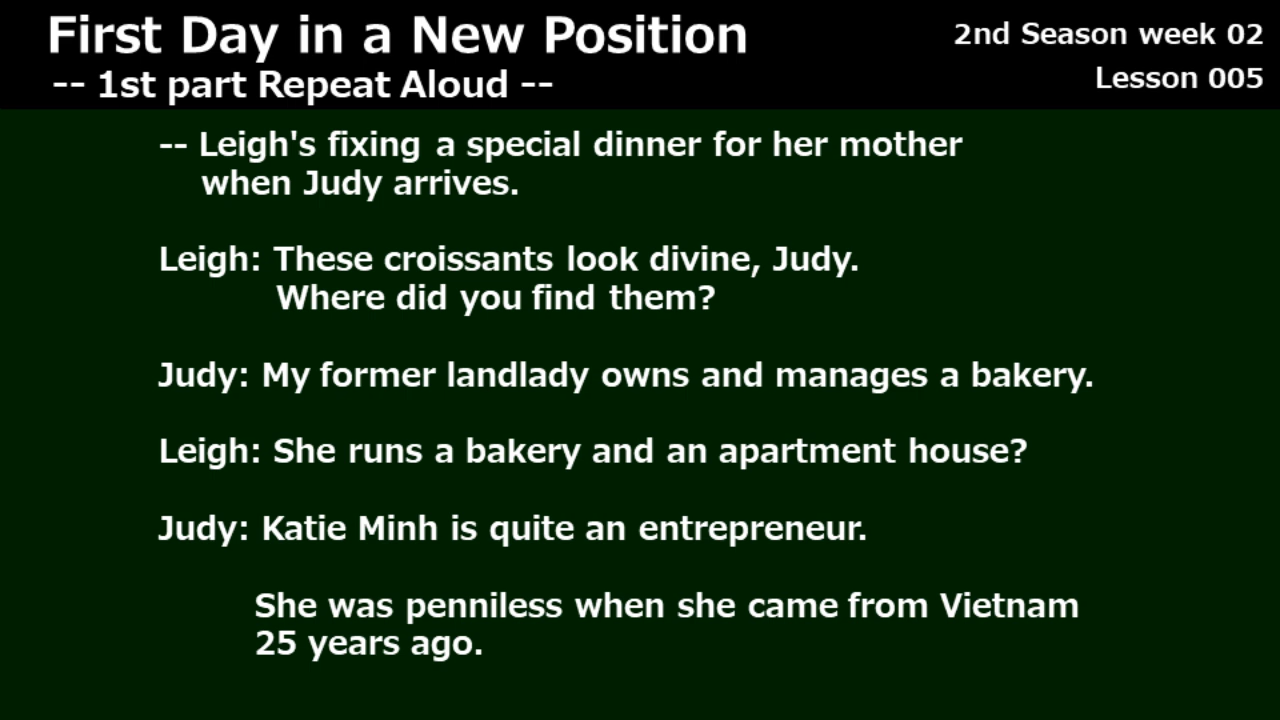 First Day in a New Position
2nd Season week 02
-- 1st part Repeat Aloud --
Lesson 005
-- Leigh's fixing a special dinner for her mother
when Judy arrives.
Leigh: These croissants look divine, Judy.
Where did you find them?
Judy: My former landlady owns and manages a bakery.
Leigh: She runs a bakery and an apartment house?
Judy: Katie Minh is quite an entrepreneur.
She was penniless when she came from Vietnam
25 years ago.